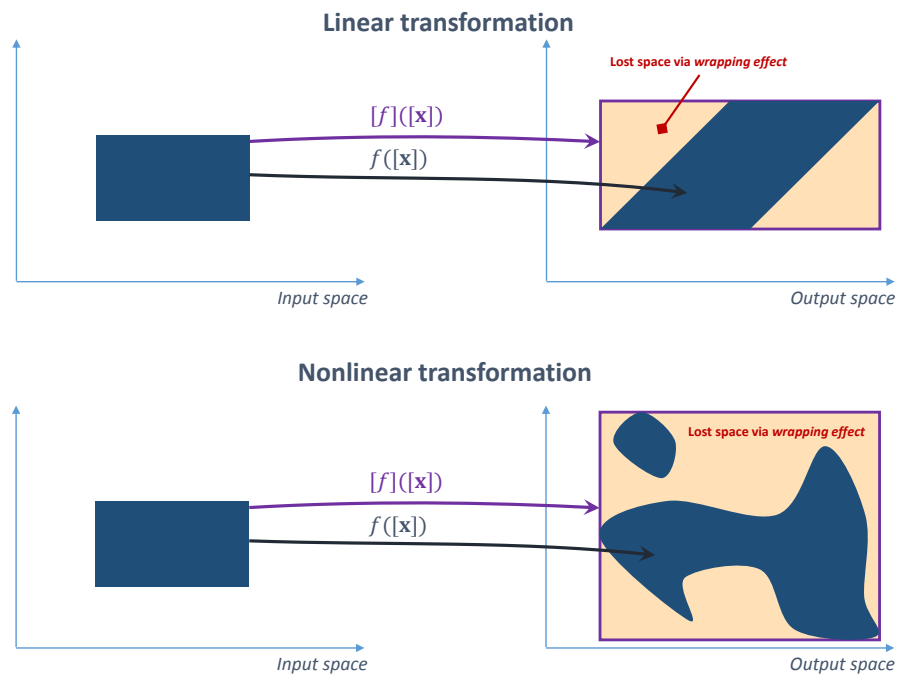 Linear transformation
Lost space via wrapping effect
[f]([x])
f([x])
Input space
Output space
Nonlinear transformation
Lost space via wrapping effect
[f]([x])
f([x])
Input space
Output space